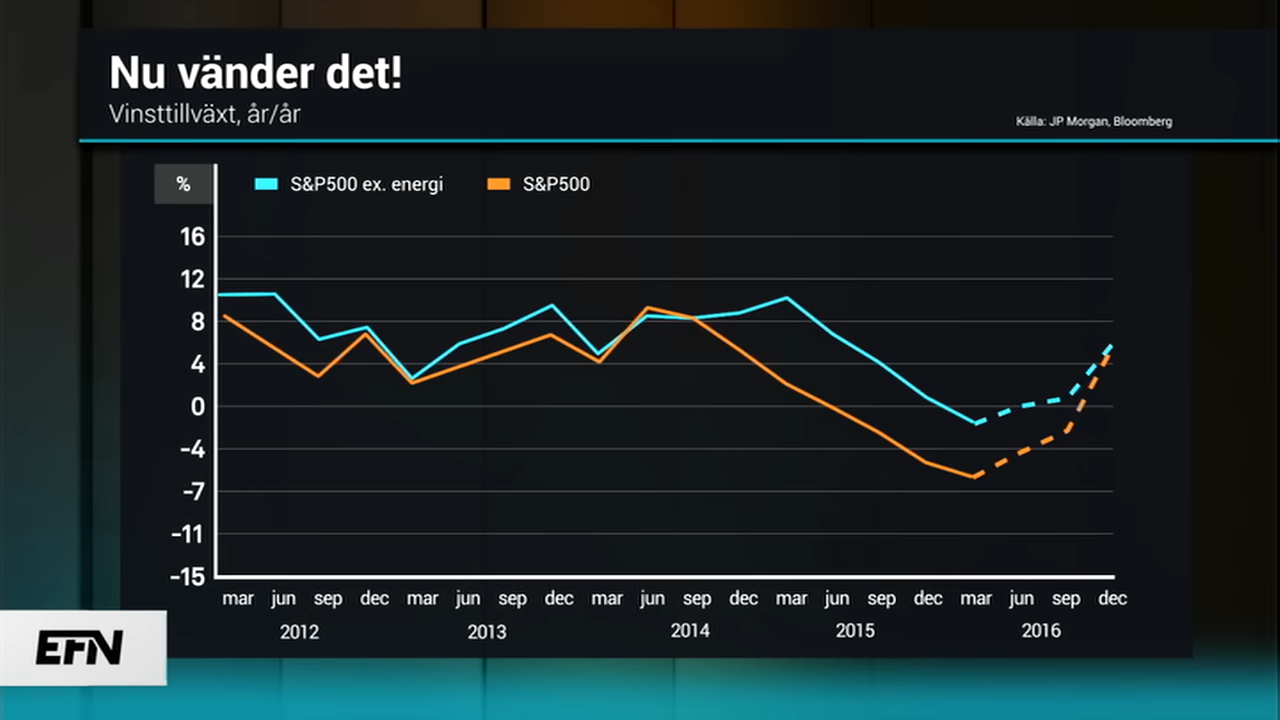 Nu vänder det!
Vinsttillväxt, år/år
Källa: JP Morgan, Bloomberg
% S&P500 ex. energi S&P500
16
12
8
4
0
-4
-7
-11
-15
mar jun sep dec mar jun sep dec mar jun sep dec mar jun sep dec mar jun sep dec
2012 2013 2014 2015 2016
EFN